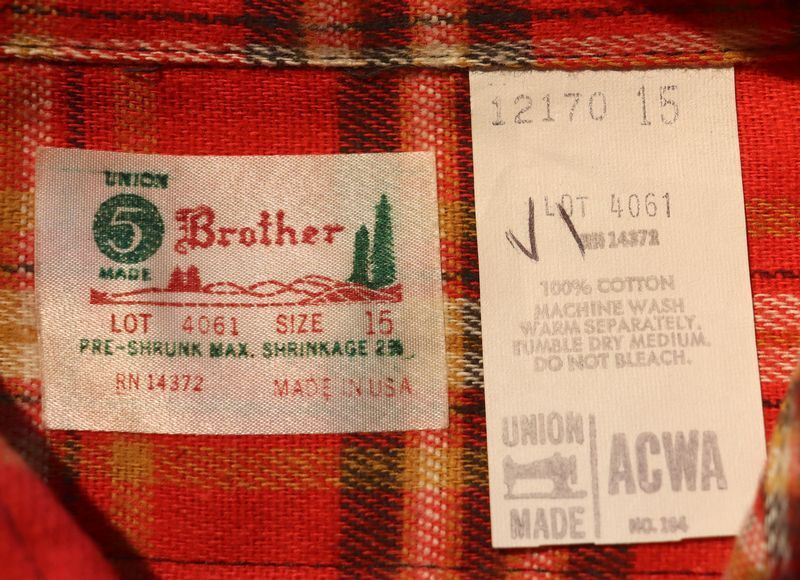 UNION
5 Brother
MADE
LOT 4061 SIZE 15
PRE-SHRUNK MAX. SHRINKAGE 2%
RN 14372 MADE IN USA
12170 15
LOT 4061
RN 14372
100% COTTON
MACHINE WASH
WARM SEPARATELY.
TUMBLE DRY MEDIUM.
DO NOT BLEACH.
UNION
MADE
ACWA
NO.